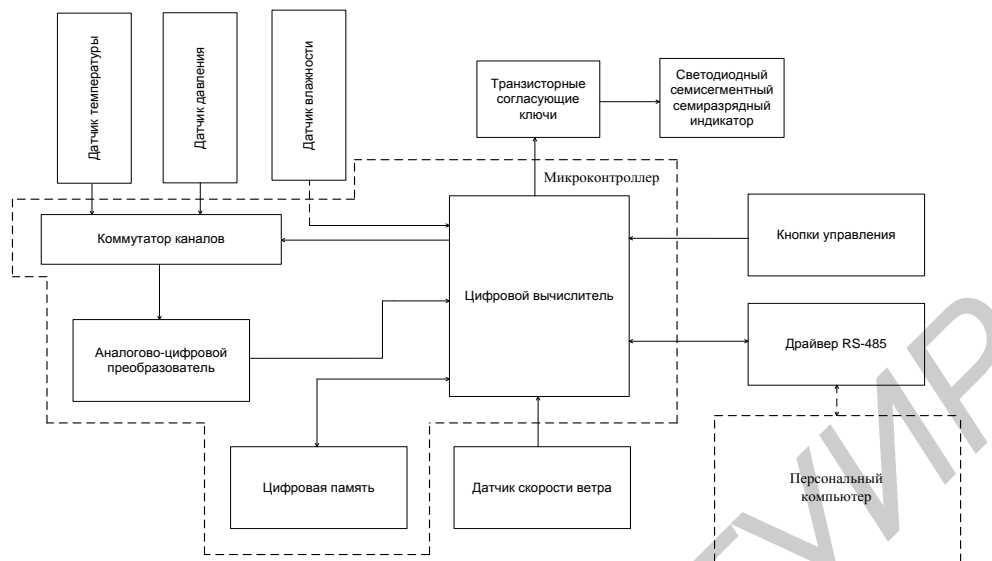 Датчик температуры
Датчик давления
Датчик влажности
Транзисторные
согласующие
ключи
Светодиодный
семисегментный
семиразрядный
индикатор
Микроконтроллер
Коммутатор каналов
Цифровой вычислитель
Кнопки управления
Аналогово-цифровой
преобразователь
Драйвер RS-485
Цифровая память
Датчик скорости ветра
Персональный
компьютер
ГУИР